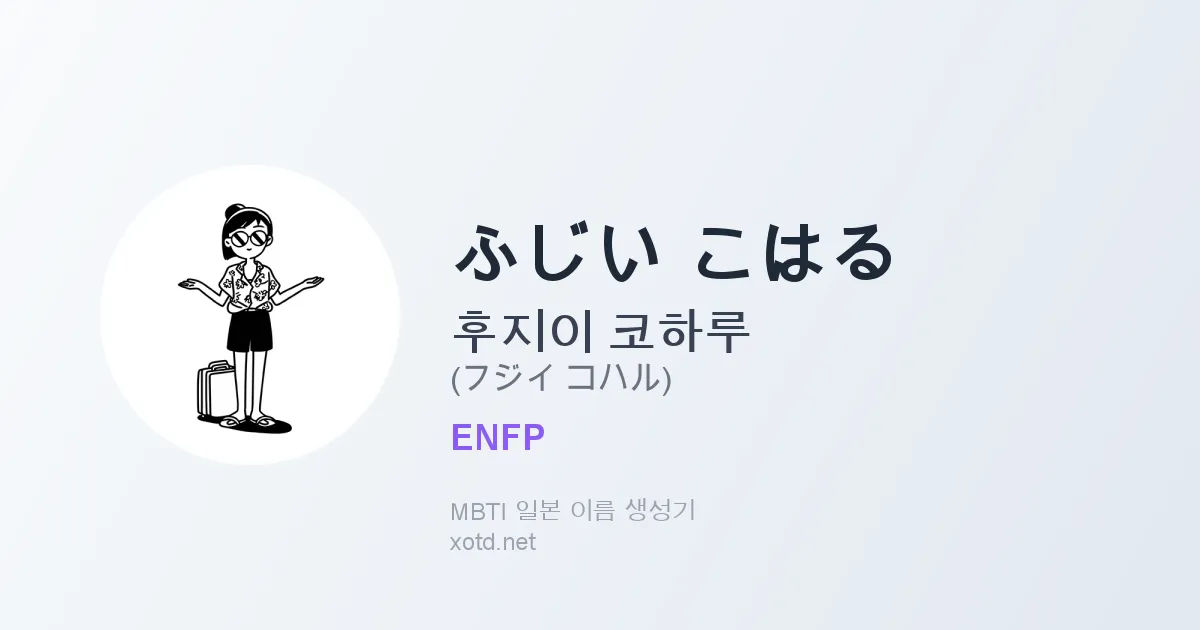 ふじい こはる
후지이 코하루
(フジイ コハル)
ENFP
MBTI 일본 이름 생성기
xotd.net